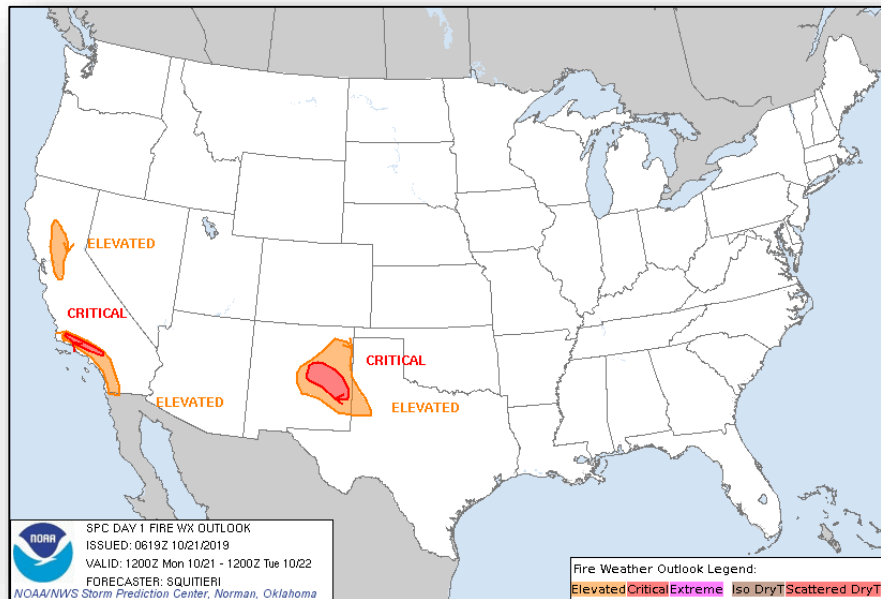 ELEVATED
CRITICAL
CRITICAL
ELEVATED
ELEVATED
NOAA
SPC DAY 1 FIRE WX OUTLOOK
ISSUED: 0619Z 10/21/2019
VALID: 1200Z Mon 10/21 - 1200Z Tue 10/22
FORECASTER: SQUITIERI
NOAA/NWS Storm Prediction Center, Norman, Oklahoma
Fire Weather Outlook Legend:
Elevated Critical Extreme Iso DryT Scattered DryT